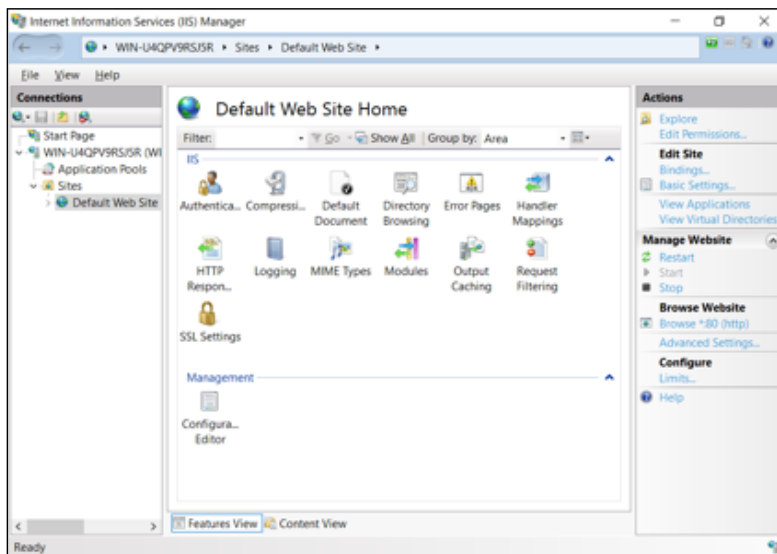 Internet Information Services (IIS) Manager
WIN-U4QPV9RSJ5R ▸ Sites ▸ Default Web Site ▸
File View Help
Connections
Start Page
WIN-U4QPV9RSJ5R (WI
Application Pools
Sites
Default Web Site
Default Web Site Home
Filter: Go Show All Group by: Area
IIS
Authentica... Compressi... Default Document Directory Browsing Error Pages Handler Mappings
HTTP Respon... Logging MIME Types Modules Output Caching Request Filtering
SSL Settings
Management
Configura... Editor
Features View Content View
Actions
Explore
Edit Permissions...
Edit Site
Bindings...
Basic Settings...
View Applications
View Virtual Directories
Manage Website
Restart
Start
Stop
Browse Website
Browse *:80 (http)
Advanced Settings...
Configure
Limits...
Help
Ready